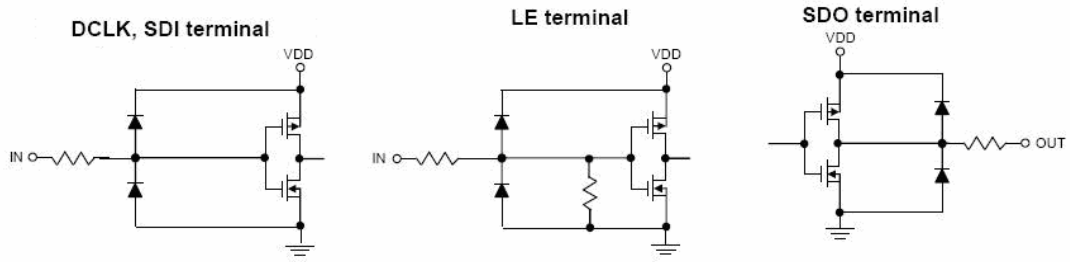 DCLK, SDI terminal
VDD
IN
LE terminal
VDD
IN
SDO terminal
VDD
OUT